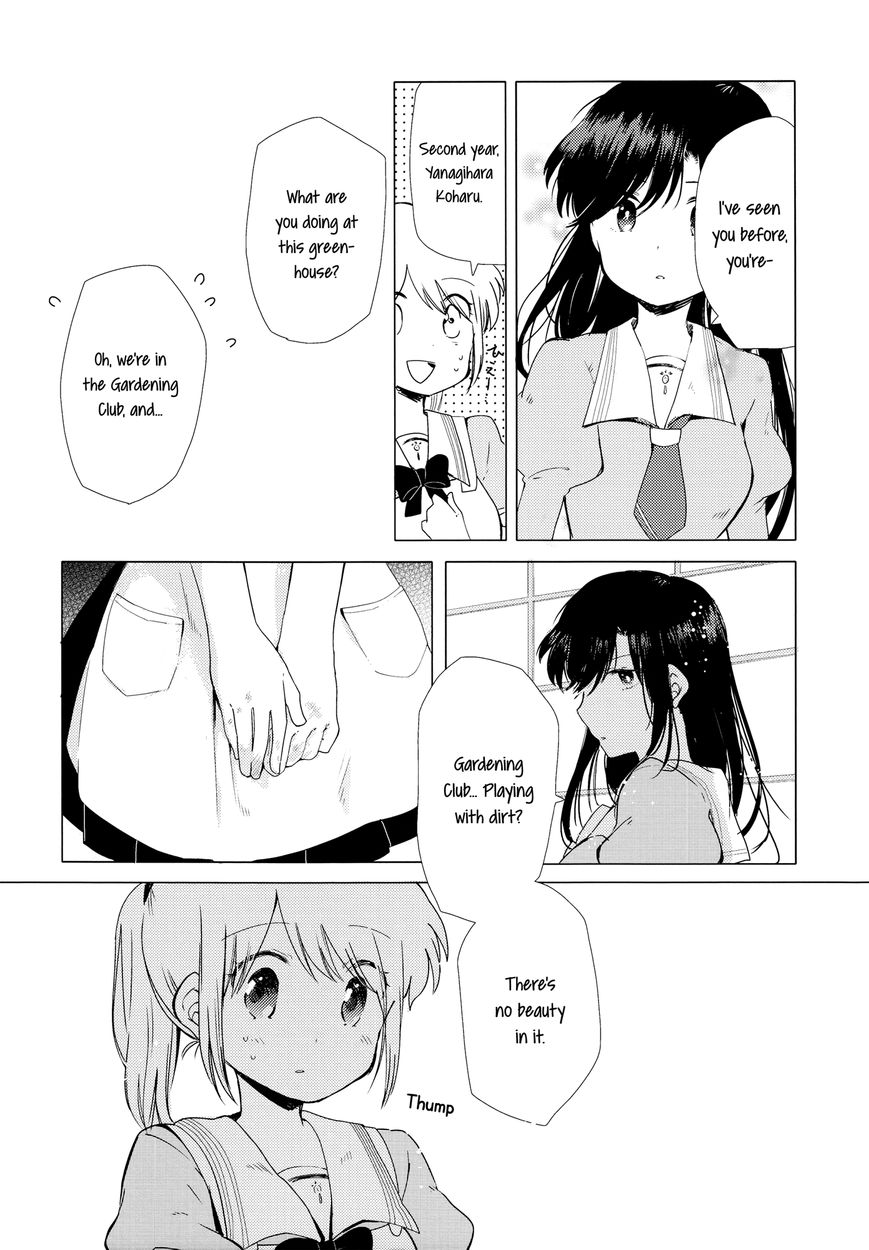 I've seen
you before,
you're-
Second year,
Yanagihara
Koharu.
What are
you doing at
this green-
house?
Oh, we're in
the Gardening
Club, and...
Gardening
Club... Playing
with dirt?
There's
no beauty
in it.
Thump